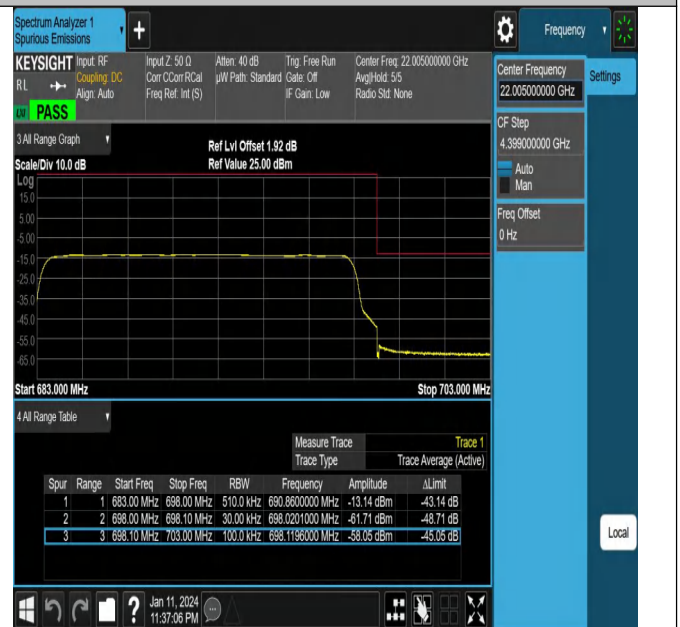 Spectrum Analyzer 1
Spurious Emissions
+
Frequency
KEYSIGHT Input: RF Input Z: 50 Ω Atten: 40 dB Trig: Free Run Center Freq: 22.005000000 GHz
RL Coupling: DC Corr CCorr RCal µW Path: Standard Gate: Off Avg|Hold: 5/5
Align: Auto Freq Ref: Int (S) IF Gain: Low Radio Std: None
LXI PASS
Center Frequency
22.005000000 GHz
Settings
CF Step
4.399000000 GHz
Auto
Man
Freq Offset
0 Hz
3 All Range Graph
Ref Lvl Offset 1.92 dB
Scale/Div 10.0 dB Ref Value 25.00 dBm
Log
15.0
5.00
-5.00
-15.0
-25.0
-35.0
-45.0
-55.0
-65.0
Start 683.000 MHz Stop 703.000 MHz
4 All Range Table
Measure Trace Trace 1
Trace Type Trace Average (Active)
Spur Range Start Freq Stop Freq RBW Frequency Amplitude ΔLimit
1 1 683.00 MHz 698.00 MHz 510.0 kHz 690.8600000 MHz -13.14 dBm -43.14 dB
2 2 698.00 MHz 698.10 MHz 30.00 kHz 698.0201000 MHz -61.71 dBm -48.71 dB
3 3 698.10 MHz 703.00 MHz 100.0 kHz 698.1196000 MHz -58.05 dBm -45.05 dB
Local
? Jan 11, 2024
11:37:06 PM